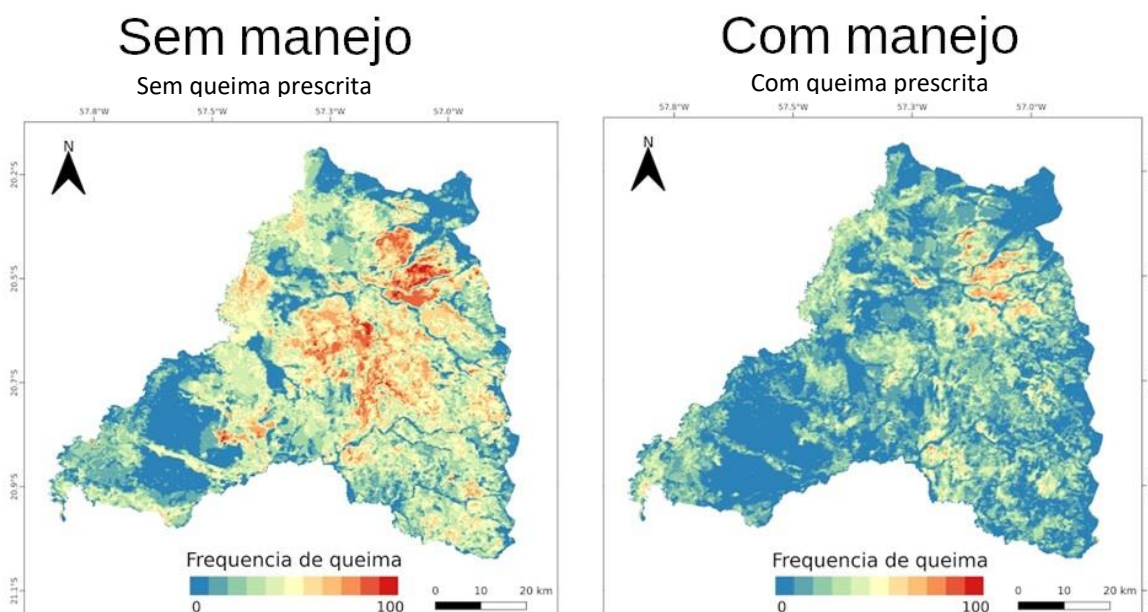 Sem manejo
Sem queima prescrita
57.8°W 57.5°W 57.3°W 57.0°W
N
20.2°S
20.5°S
20.7°S
20.9°S
21.1°S
Frequencia de queima
0 100
0 10 20 km
Com manejo
Com queima prescrita
57.8°W 57.5°W 57.3°W 57.0°W
N
Frequencia de queima
0 100
0 10 20 km